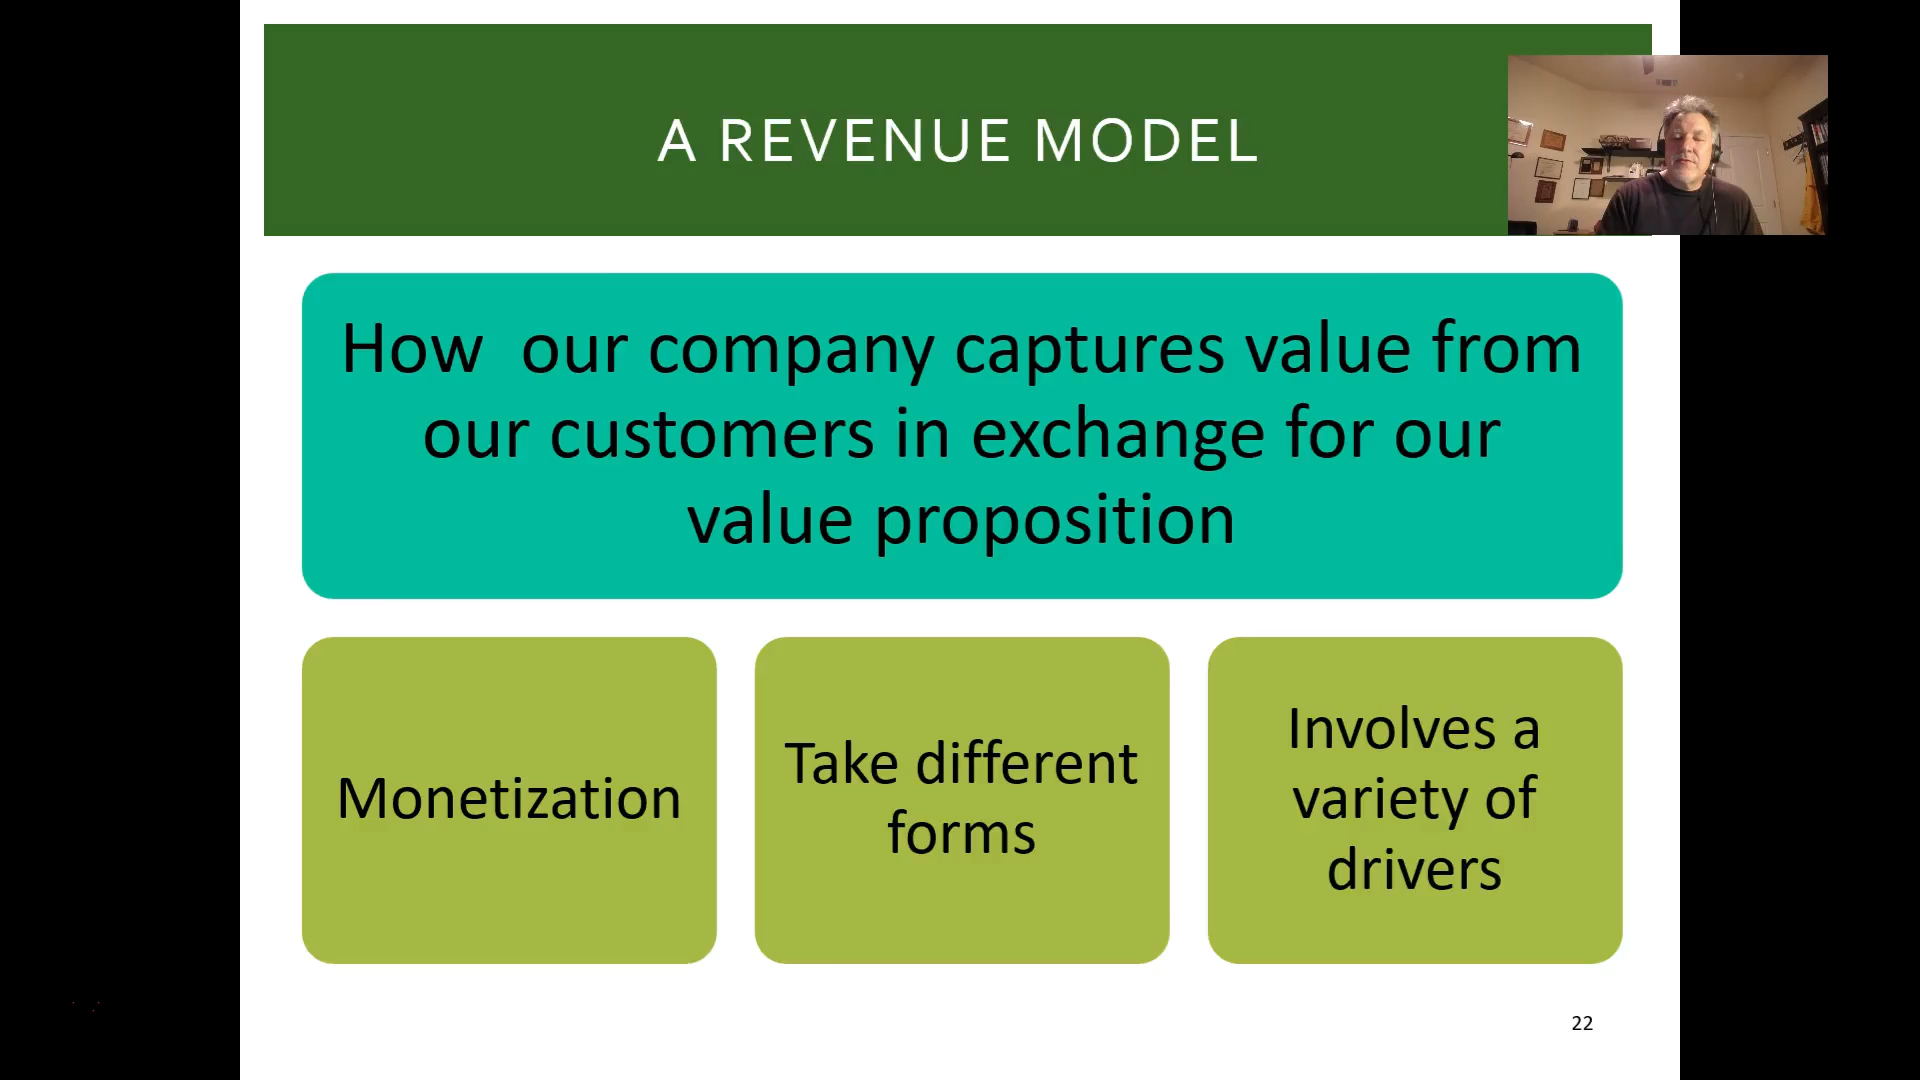 A REVENUE MODEL
How  our company captures value from
our customers in exchange for our
value proposition
Monetization
Take different
forms
Involves a
variety of
drivers
22